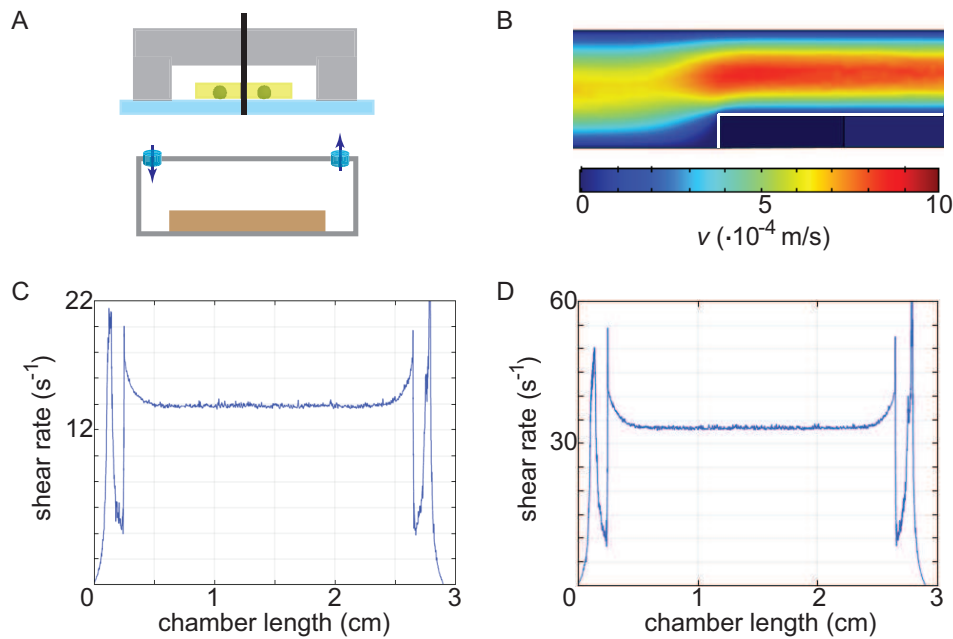 A
B
0
5
10
v (·10⁻⁴ m/s)
C
22
12
0
1
2
3
shear rate (s⁻¹)
chamber length (cm)
D
60
30
0
0
1
2
3
shear rate (s⁻¹)
chamber length (cm)